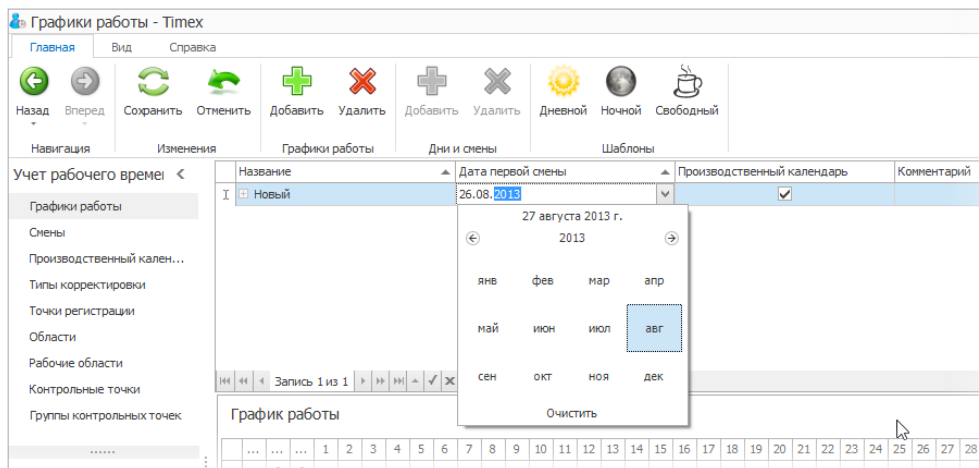 Графики работы - Timex
Главная Вид Справка
Назад Вперед Сохранить Отменить Добавить Удалить Добавить Удалить Дневной Ночной Свободный
Навигация Изменения Графики работы Дни и смены Шаблоны
Учет рабочего времеі <
Название Дата первой смены Производственный календарь Комментарий
Новый 26.08.2013
Графики работы
Смены
Производственный кален...
Типы корректировки
Точки регистрации
Области
Рабочие области
Контрольные точки
Группы контрольных точек
27 августа 2013 г.
2013
янв фев мар апр
май июн июл авг
сен окт ноя дек
Очистить
Запись 1 из 1
График работы
... ... ... 1 2 3 4 5 6 7 8 9 10 11 12 13 14 15 16 17 18 19 20 21 22 23 24 25 26 27 28